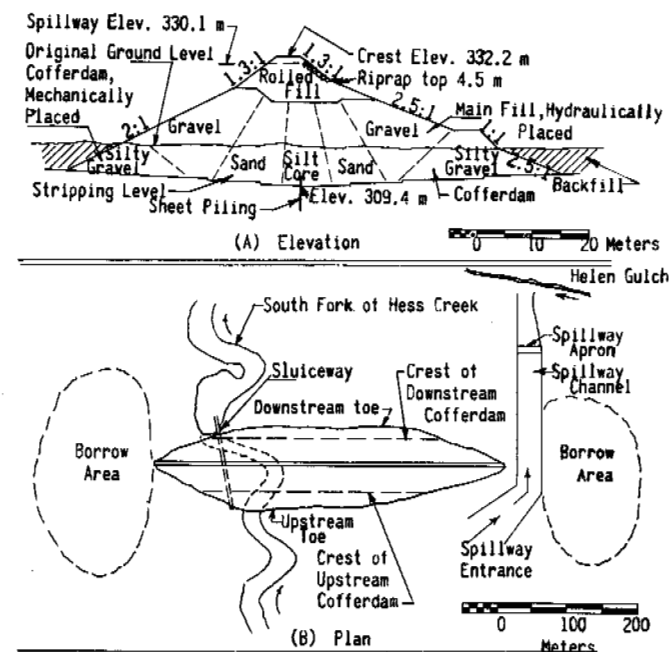 Spillway Elev. 330.1 m
Original Ground Level
Cofferdam,
Mechanically
Placed
1.3:1
1.3:1
Crest Elev. 332.2 m
Riprap top 4.5 m
Rolled
Fill
2:1
Gravel
2.5:1
Gravel
Main Fill, Hydraulically
Placed
1:1
Silty
Gravel
Sand
Silt
Core
Sand
Silty
Gravel
2.5:1
Stripping Level
Sheet Piling
Elev. 309.4 m
Cofferdam
Backfill
(A) Elevation
0 10 20
Meters
Helen Gulch
South Fork of Hess Creek
Spillway
Apron
Spillway
Channel
Sluiceway
Crest of
Downstream
Cofferdam
Downstream toe
Borrow
Area
Borrow
Area
Upstream
Toe
Crest of
Upstream
Cofferdam
Spillway
Entrance
(B) Plan
0 100 200
Meters